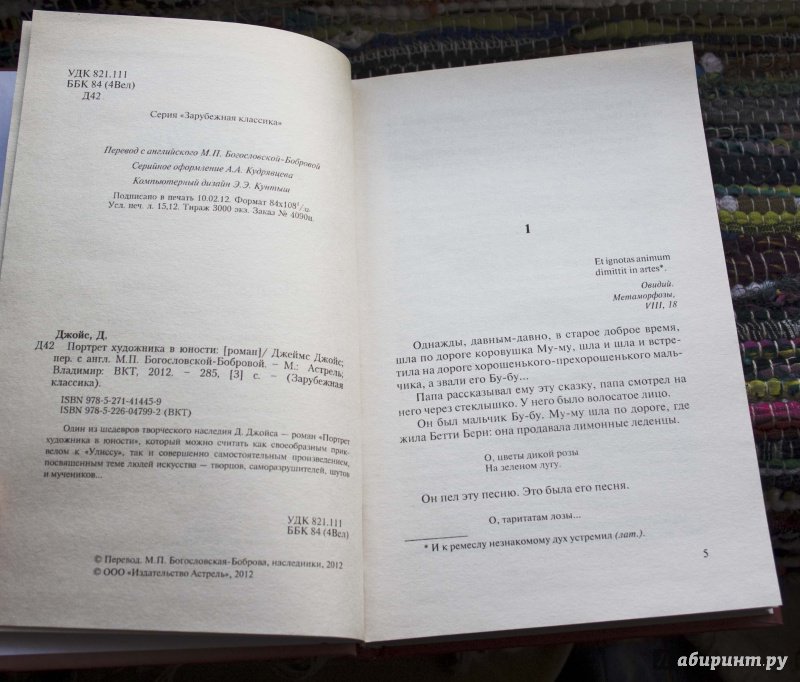 УДК 821.111
ББК 84 (4Вел)
Д42
Серия «Зарубежная классика»
Перевод с английского М.П. Богословской-Бобровой
Серийное оформление А.А. Кудрявцева
Компьютерный дизайн Э.Э. Кунтыш
Подписано в печать 10.02.12. Формат 84x108¹/₃₂.
Усл. печ. л. 15,12. Тираж 3000 экз. Заказ № 4090и.
Джойс, Д.
Д42 Портрет художника в юности: [роман]/ Джеймс Джойс;
пер. с англ. М.П. Богословской-Бобровой. – М.: Астрель;
Владимир: ВКТ, 2012. – 285, [3] с. – (Зарубежная
классика).
ISBN 978-5-271-41445-9
ISBN 978-5-226-04799-2 (ВКТ)
Один из шедевров творческого наследия Д. Джойса – роман «Портрет
художника в юности», который можно считать как своеобразным прик-
велом к «Улиссу», так и совершенно самостоятельным произведением,
посвященным теме людей искусства — творцов, саморазрушителей, шутов
и мучеников...
УДК 821.111
ББК 84 (4Вел)
© Перевод. М.П. Богословская-Боброва, наследники, 2012
© ООО «Издательство Астрель», 2012
1
Et ignotas animum
dimittit in artes*.
Овидий.
Метаморфозы,
VIII, 18
Однажды, давным-давно, в старое доброе время,
шла по дороге коровушка Му-му, шла и шла и встре-
тила на дороге хорошенького-прехорошенького маль-
чика, а звали его Бу-бу...
Папа рассказывал ему эту сказку, папа смотрел на
него через стеклышко. У него было волосатое лицо.
Он был мальчик Бу-бу. Му-му шла по дороге, где
жила Бетти Берн: она продавала лимонные леденцы.
О, цветы дикой розы
На зеленом лугу.
Он пел эту песню. Это была его песня.
О, таритатам лозы...
* И к ремеслу незнакомому дух устремил (лат.).
5
Лабиринт.ру